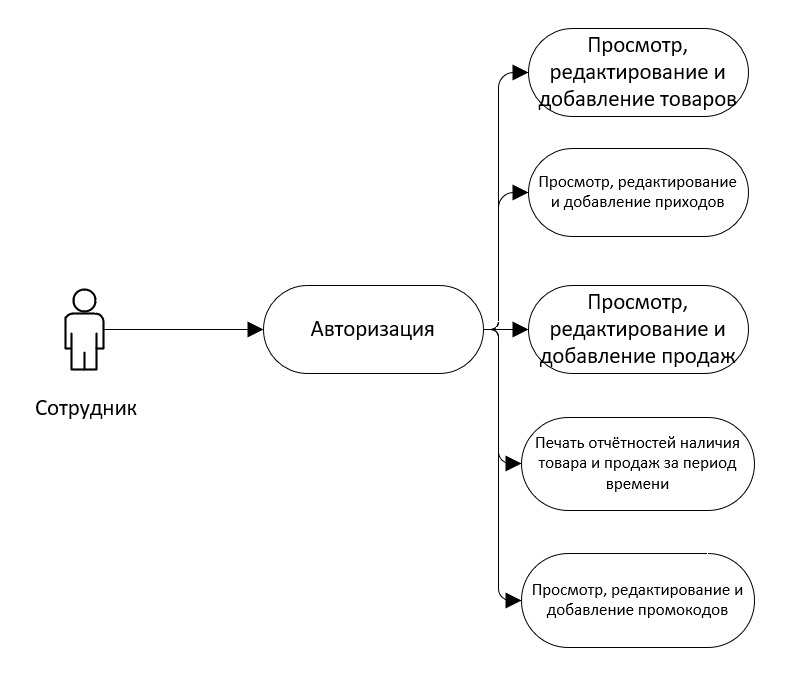 Просмотр,
редактирование и
добавление товаров
Просмотр, редактирование
и добавление приходов
Авторизация
Просмотр,
редактирование и
добавление продаж
Сотрудник
Печать отчётностей наличия
товара и продаж за период
времени
Просмотр, редактирование и
добавление промокодов